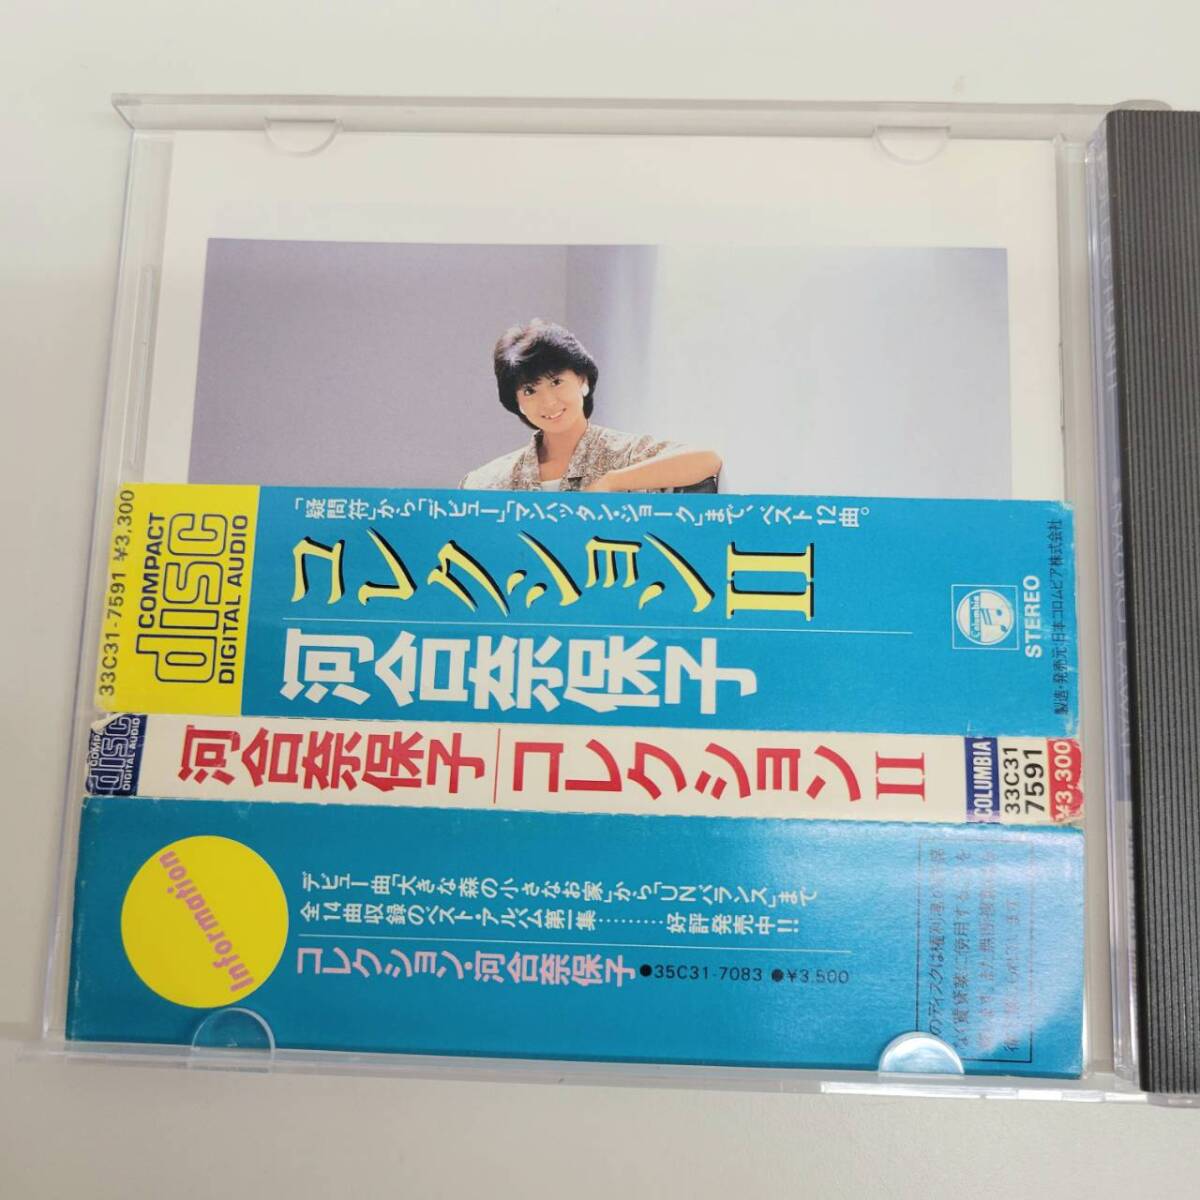 33C31-7591 ¥3,300
COMPACT
disc
DIGITAL AUDIO
「疑問符」から「デビュー」「マンハッタン・ジョーク」まで、ベスト12曲。
コレクションII
河合奈保子
Columbia
STEREO
製造・発売元:日本コロムビア株式会社
COMPACT
disc
DIGITAL AUDIO
河合奈保子 コレクションII
COLUMBIA
33C31
7591
¥3,300
Information
デビュー曲「大きな森の小さなお家」から「UNバランス」まで
全14曲収録のベスト・アルバム第一集………好評発売中!!
コレクション・河合奈保子 ●35C31-7083 ●¥3,500